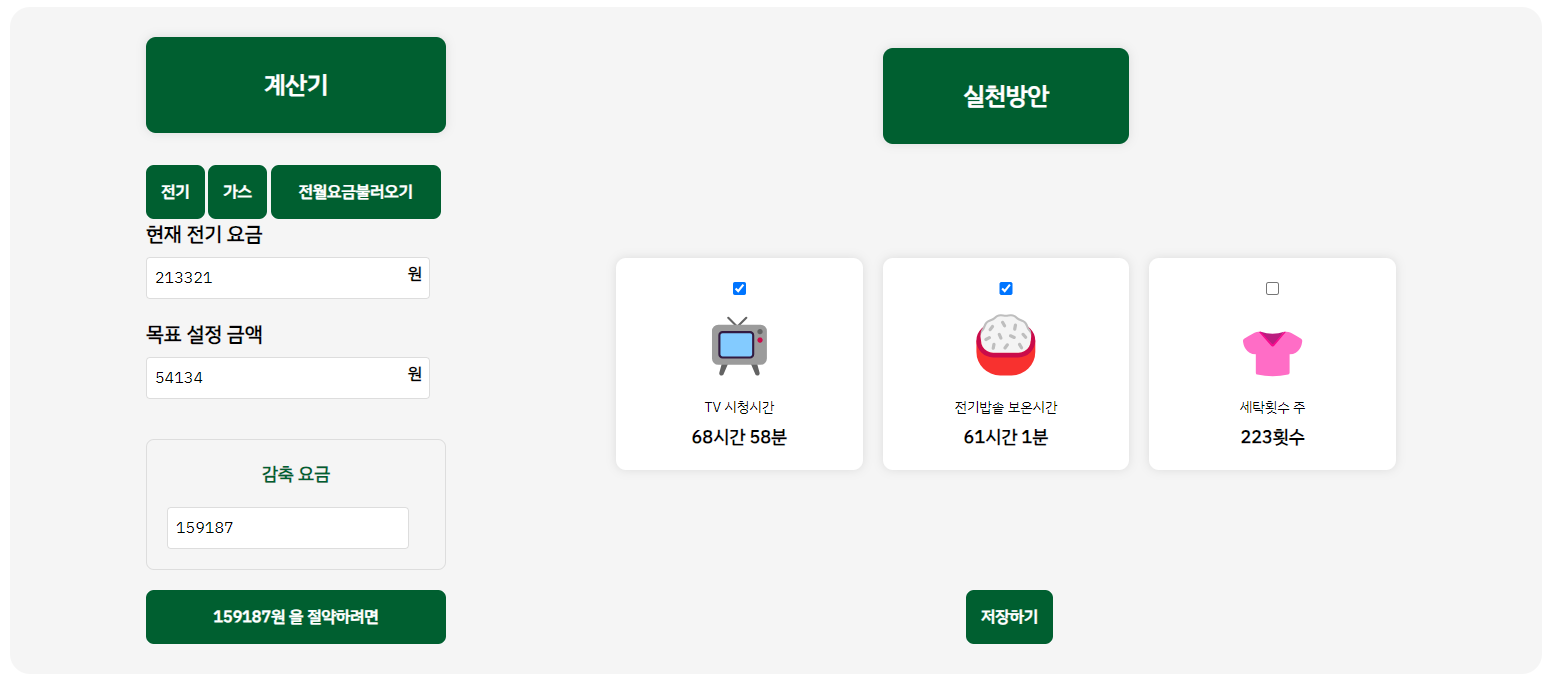 계산기
전기 가스 전월요금불러오기
현재 전기 요금
213321 원
목표 설정 금액
54134 원
감축 요금
159187
159187원 을 절약하려면
실천방안
TV 시청시간
68시간 58분
전기밥솥 보온시간
61시간 1분
세탁횟수 주
223횟수
저장하기